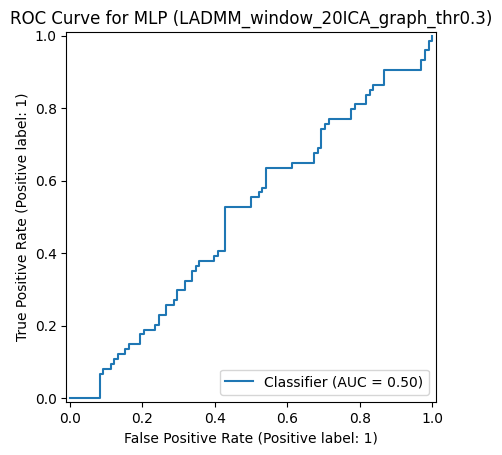 ROC Curve for MLP (LADMM_window_20ICA_graph_thr0.3)
1.0
0.8
0.6
0.4
0.2
0.0
True Positive Rate (Positive label: 1)
Classifier (AUC = 0.50)
0.0 0.2 0.4 0.6 0.8 1.0
False Positive Rate (Positive label: 1)